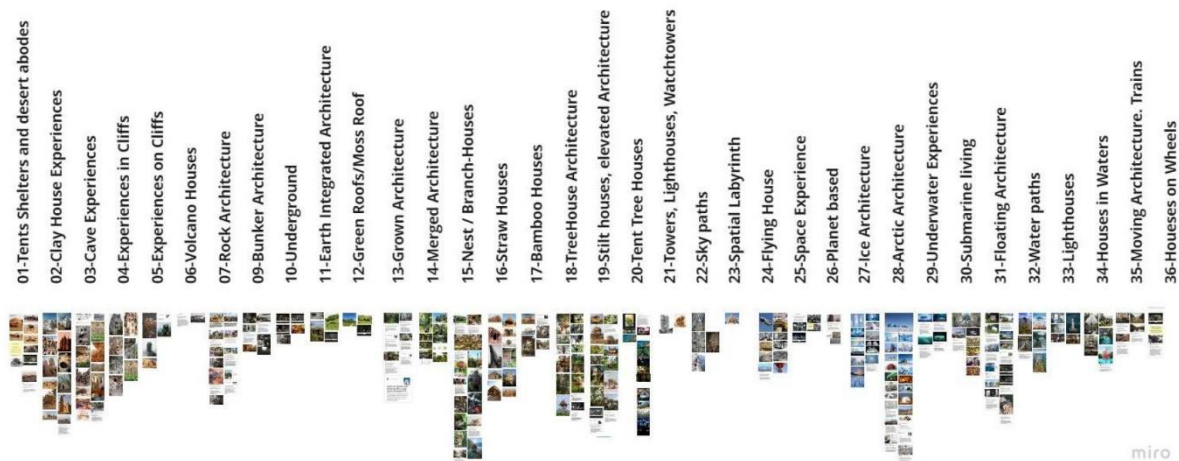 01-Tents Shelters and desert abodes
02-Clay House Experiences
03-Cave Experiences
04-Experiences in Cliffs
05-Experiences on Cliffs
06-Volcano Houses
07-Rock Architecture
09-Bunker Architecture
10-Underground
11-Earth Integrated Architecture
12-Green Roofs/Moss Roof
13-Grown Architecture
14-Merged Architecture
15-Nest / Branch-Houses
16-Straw Houses
17-Bamboo Houses
18-TreeHouse Architecture
19-Stilt houses, elevated Architecture
20-Tent Tree Houses
21-Towers, Lighthouses, Watchtowers
22-Sky paths
23-Spatial Labyrinth
24-Flying House
25-Space Experience
26-Planet based
27-Ice Architecture
28-Arctic Architecture
29-Underwater Experiences
30-Submarine living
31-Floating Architecture
32-Water paths
33-Lighthouses
34-Houses in Waters
35-Moving Architecture. Trains
36-Houeses on Wheels
miro